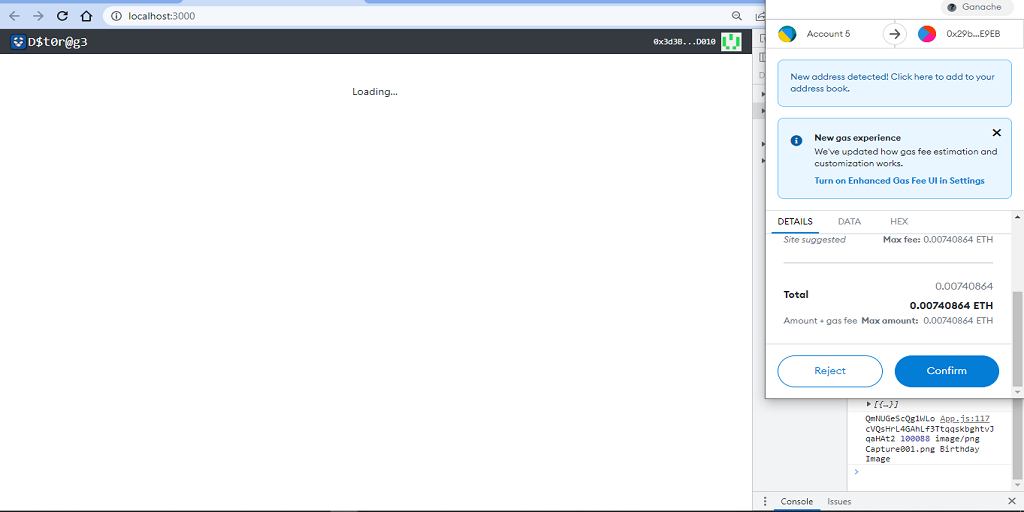 localhost:3000
D$t0r@g3
0x3d38...D010
Loading...
Ganache
Account 5
0x29b...E9EB
New address detected! Click here to add to your
address book.
New gas experience
We've updated how gas fee estimation and
customization works.
Turn on Enhanced Gas Fee UI in Settings
DETAILS DATA HEX
Site suggested Max fee: 0.00740864 ETH
0.00740864
Total
0.00740864 ETH
Amount + gas fee Max amount: 0.00740864 ETH
Reject Confirm
[{…}]
QmNUGeScQg1WLo App.js:117
cVQsHrL4GAhLf3TtqqskbghtvJ
qaHAt2 100088 image/png
Capture001.png Birthday
Image
Console Issues